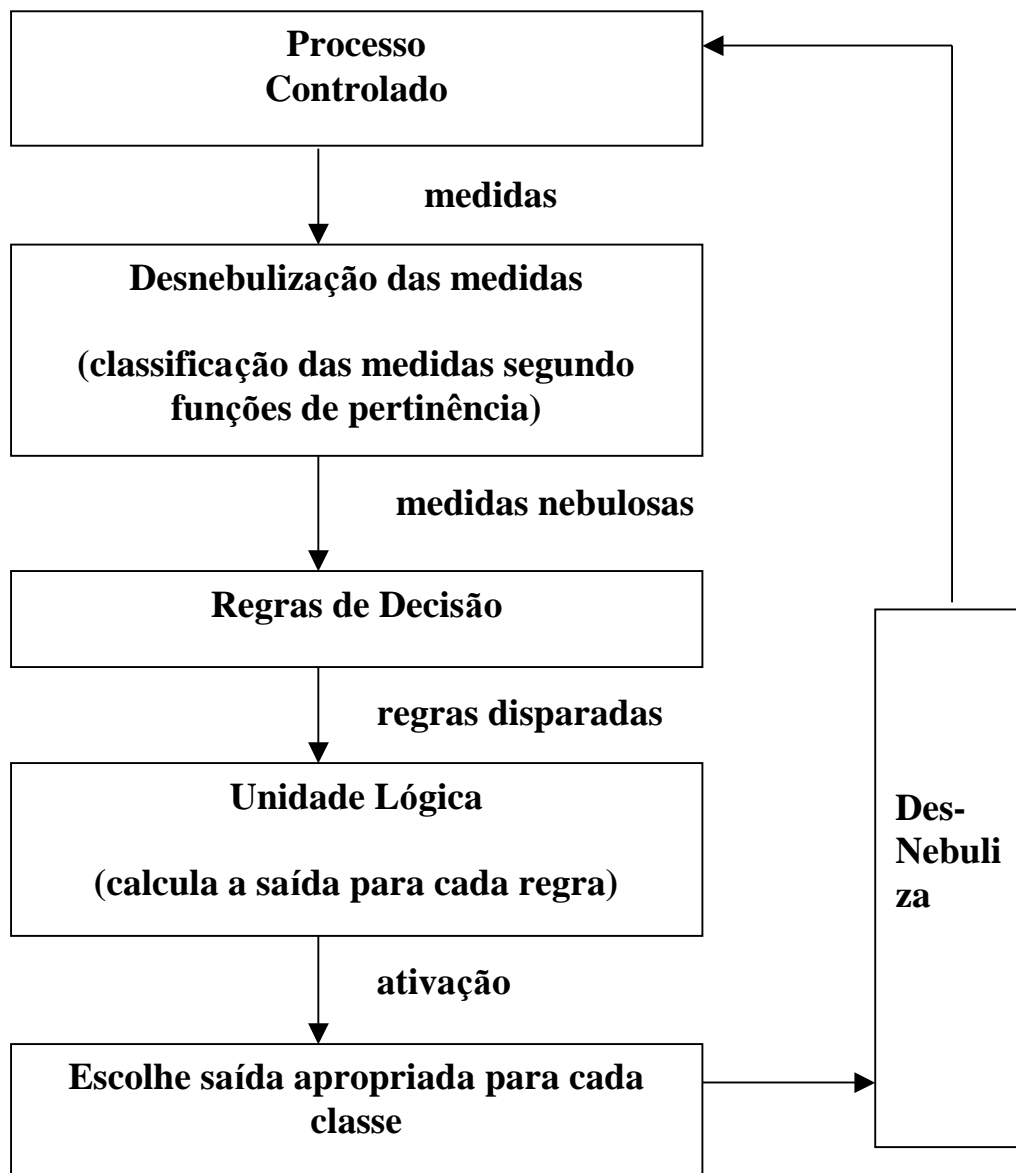 Processo
Controlado
medidas
Desnebulização das medidas
(classificação das medidas segundo
funções de pertinência)
medidas nebulosas
Regras de Decisão
regras disparadas
Unidade Lógica
(calcula a saída para cada regra)
ativação
Escolhe saída apropriada para cada
classe
Des-
Nebuli
za